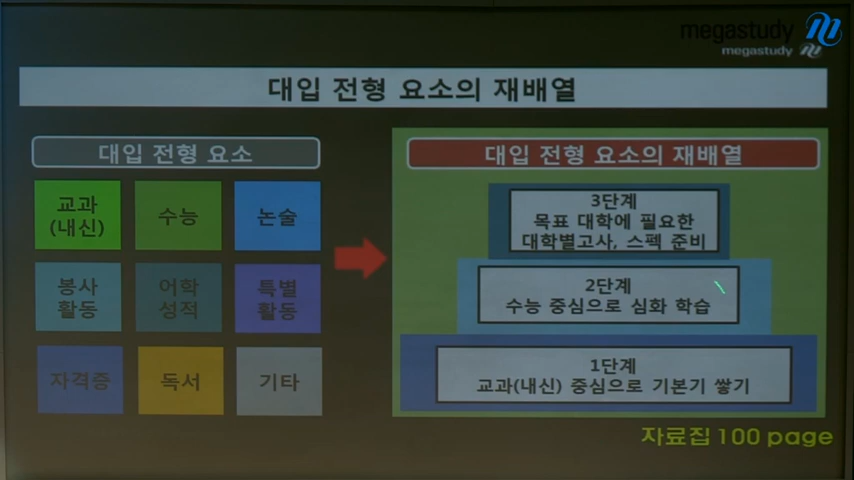 megastudy
megastudy
대입 전형 요소의 재배열
대입 전형 요소
교과
(내신)
수능
논술
봉사
활동
어학
성적
특별
활동
자격증
독서
기타
대입 전형 요소의 재배열
3단계
목표 대학에 필요한
대학별고사, 스펙 준비
2단계
수능 중심으로 심화 학습
1단계
교과(내신) 중심으로 기본기 쌓기
자료집 100 page